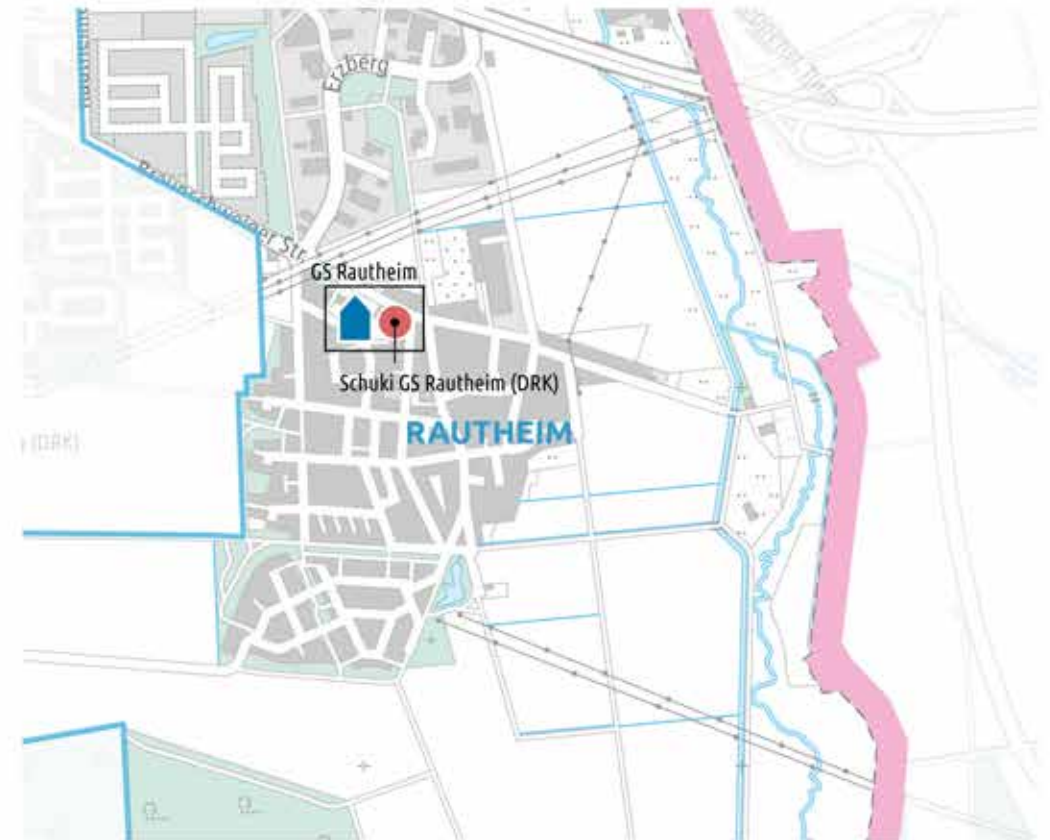 Erzberg
Braunschweiger Str.
GS Rautheim
Schuki GS Rautheim (DRK)
RAUTHEIM
(DRK)